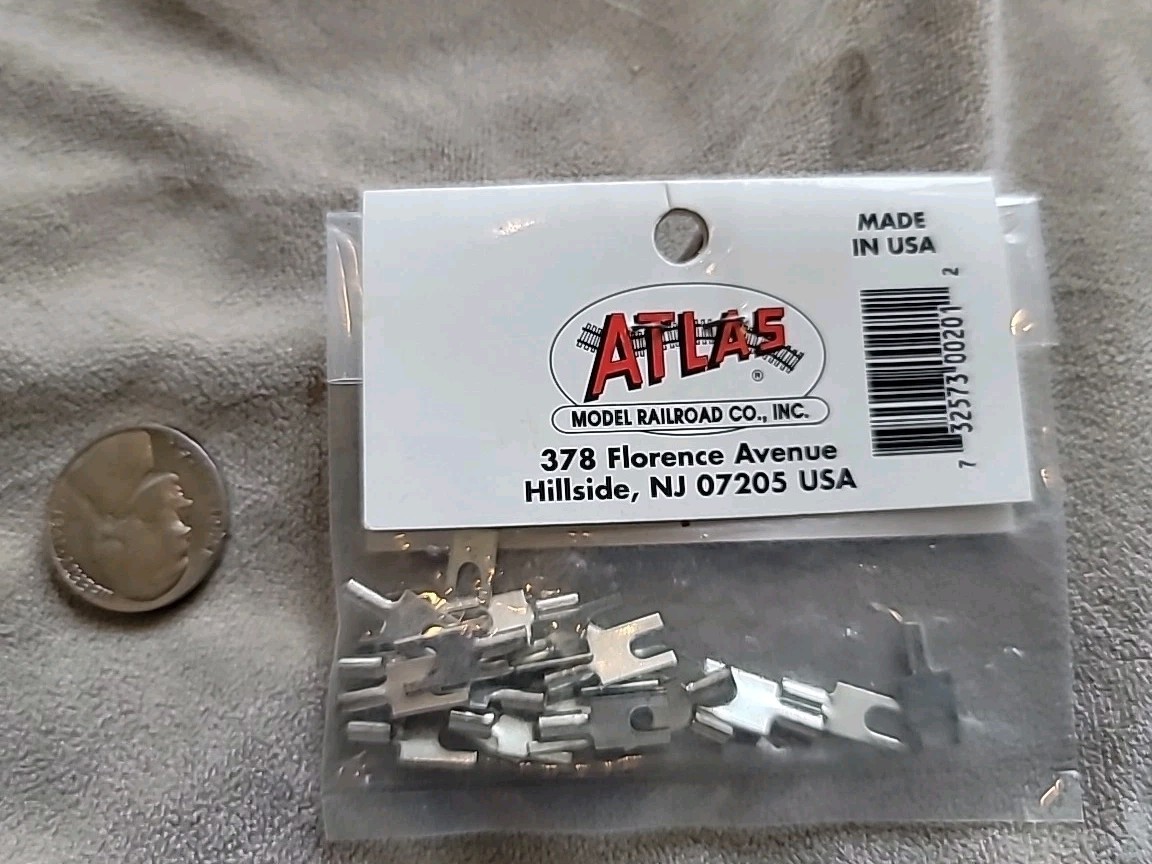 MADE
IN USA
ATLAS
®
MODEL RAILROAD CO., INC.
378 Florence Avenue
Hillside, NJ 07205 USA
7 32573 00201 2